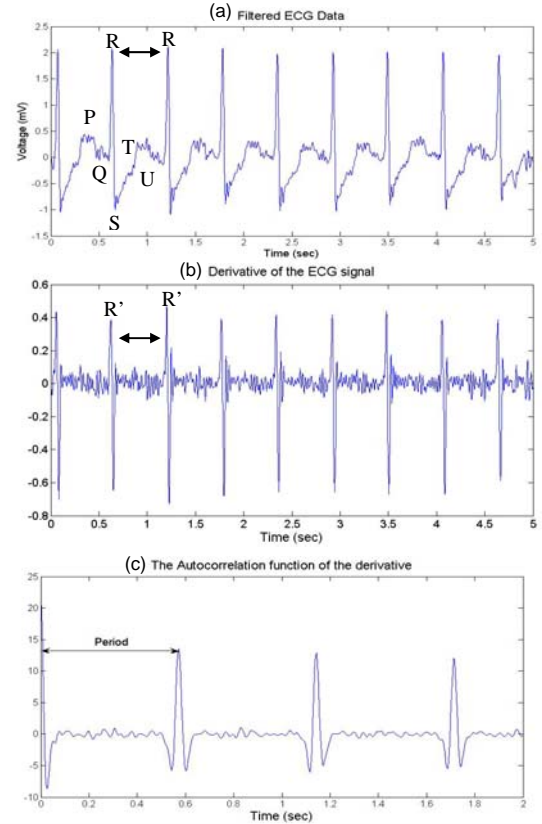 (a) Filtered ECG Data
2.5
2
1.5
1
0.5
0
-0.5
-1
-1.5
Voltage (mV)
R R
P
Q T U
S
0 0.5 1 1.5 2 2.5 3 3.5 4 4.5 5
Time (sec)
(b) Derivative of the ECG signal
0.6
0.4
0.2
0
-0.2
-0.4
-0.6
-0.8
R' R'
0 0.5 1 1.5 2 2.5 3 3.5 4 4.5 5
Time (sec)
(c) The Autocorrelation function of the derivative
25
20
15
10
5
0
-5
-10
Period
0 0.2 0.4 0.6 0.8 1 1.2 1.4 1.6 1.8 2
Time (sec)